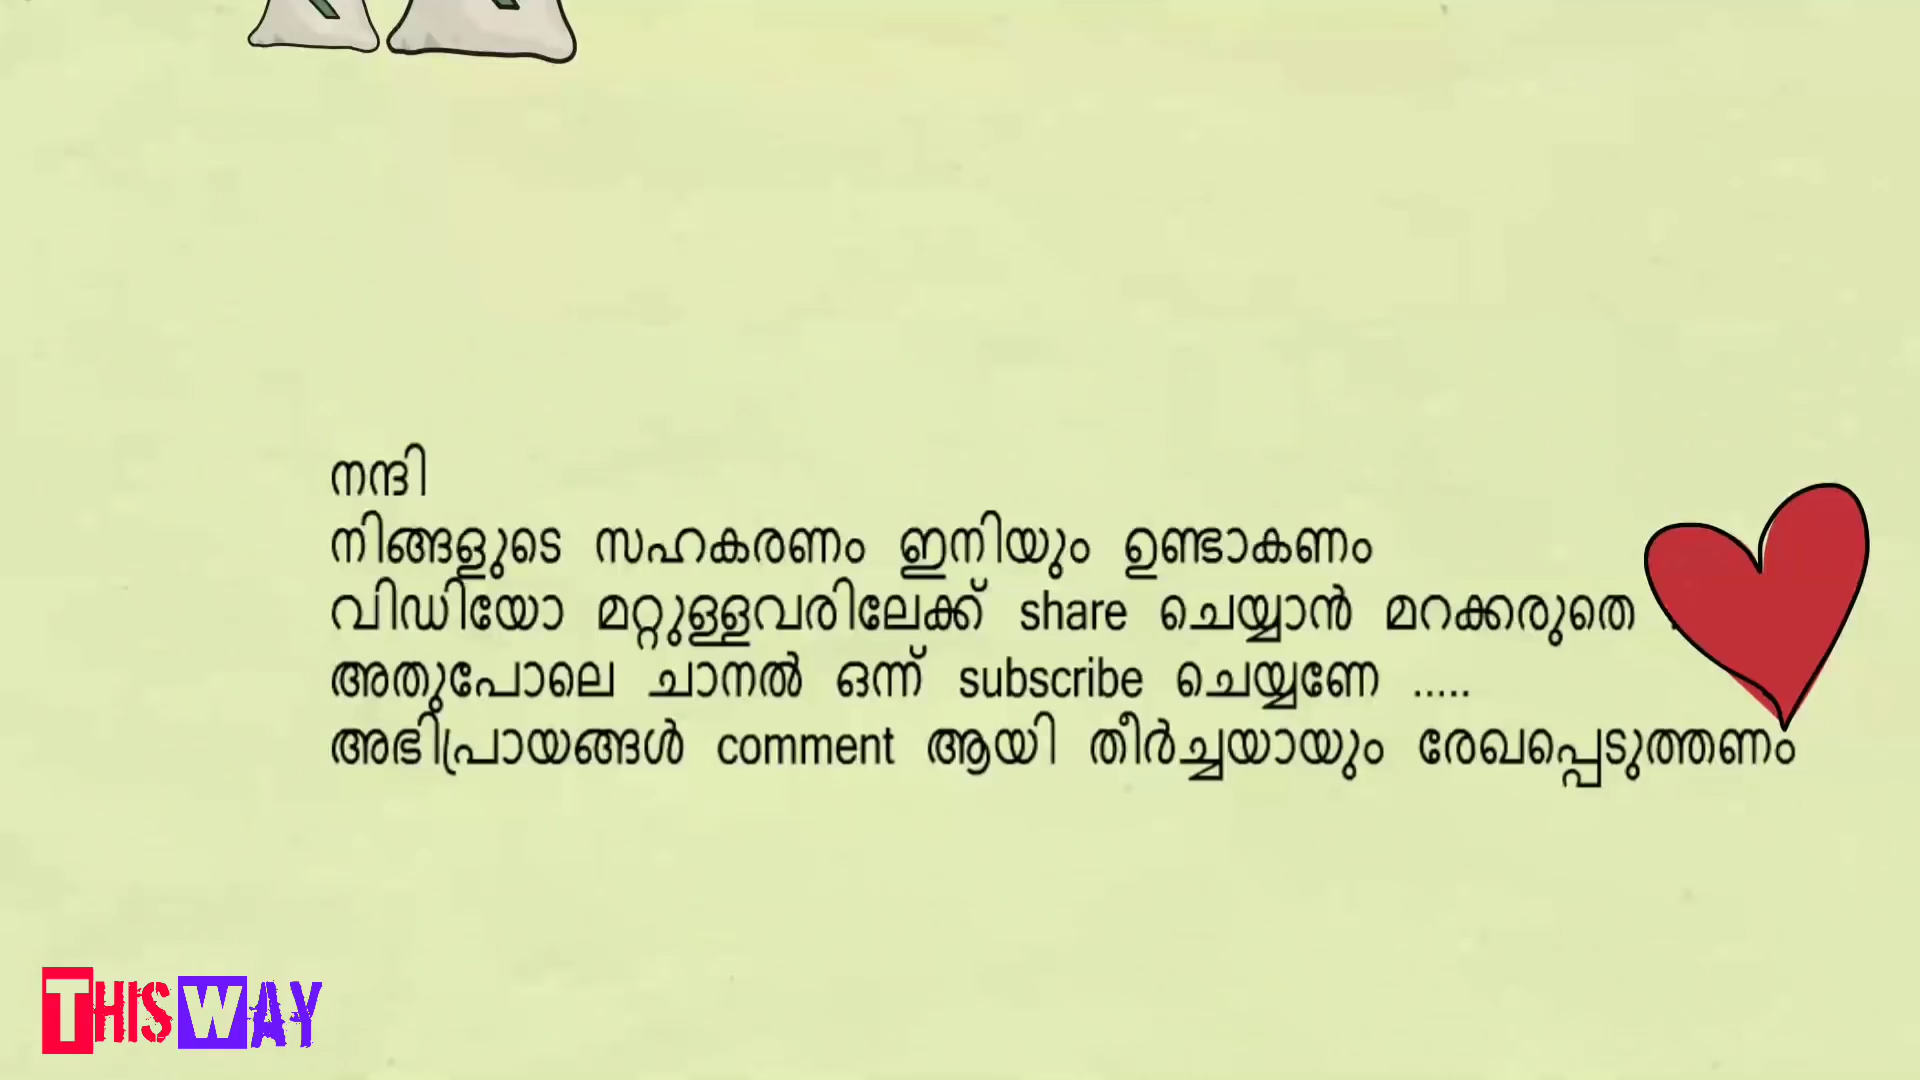 നന്ദി
നിങ്ങളുടെ സഹകരണം ഇനിയും ഉണ്ടാകണം
വിഡിയോ മറ്റുള്ളവരിലേക്ക് share ചെയ്യാൻ മറക്കരുതെ
അതുപോലെ ചാനൽ ഒന്ന് subscribe ചെയ്യണേ .....
അഭിപ്രായങ്ങൾ comment ആയി തീർച്ചയായും രേഖപ്പെടുത്തണം
THIS WAY